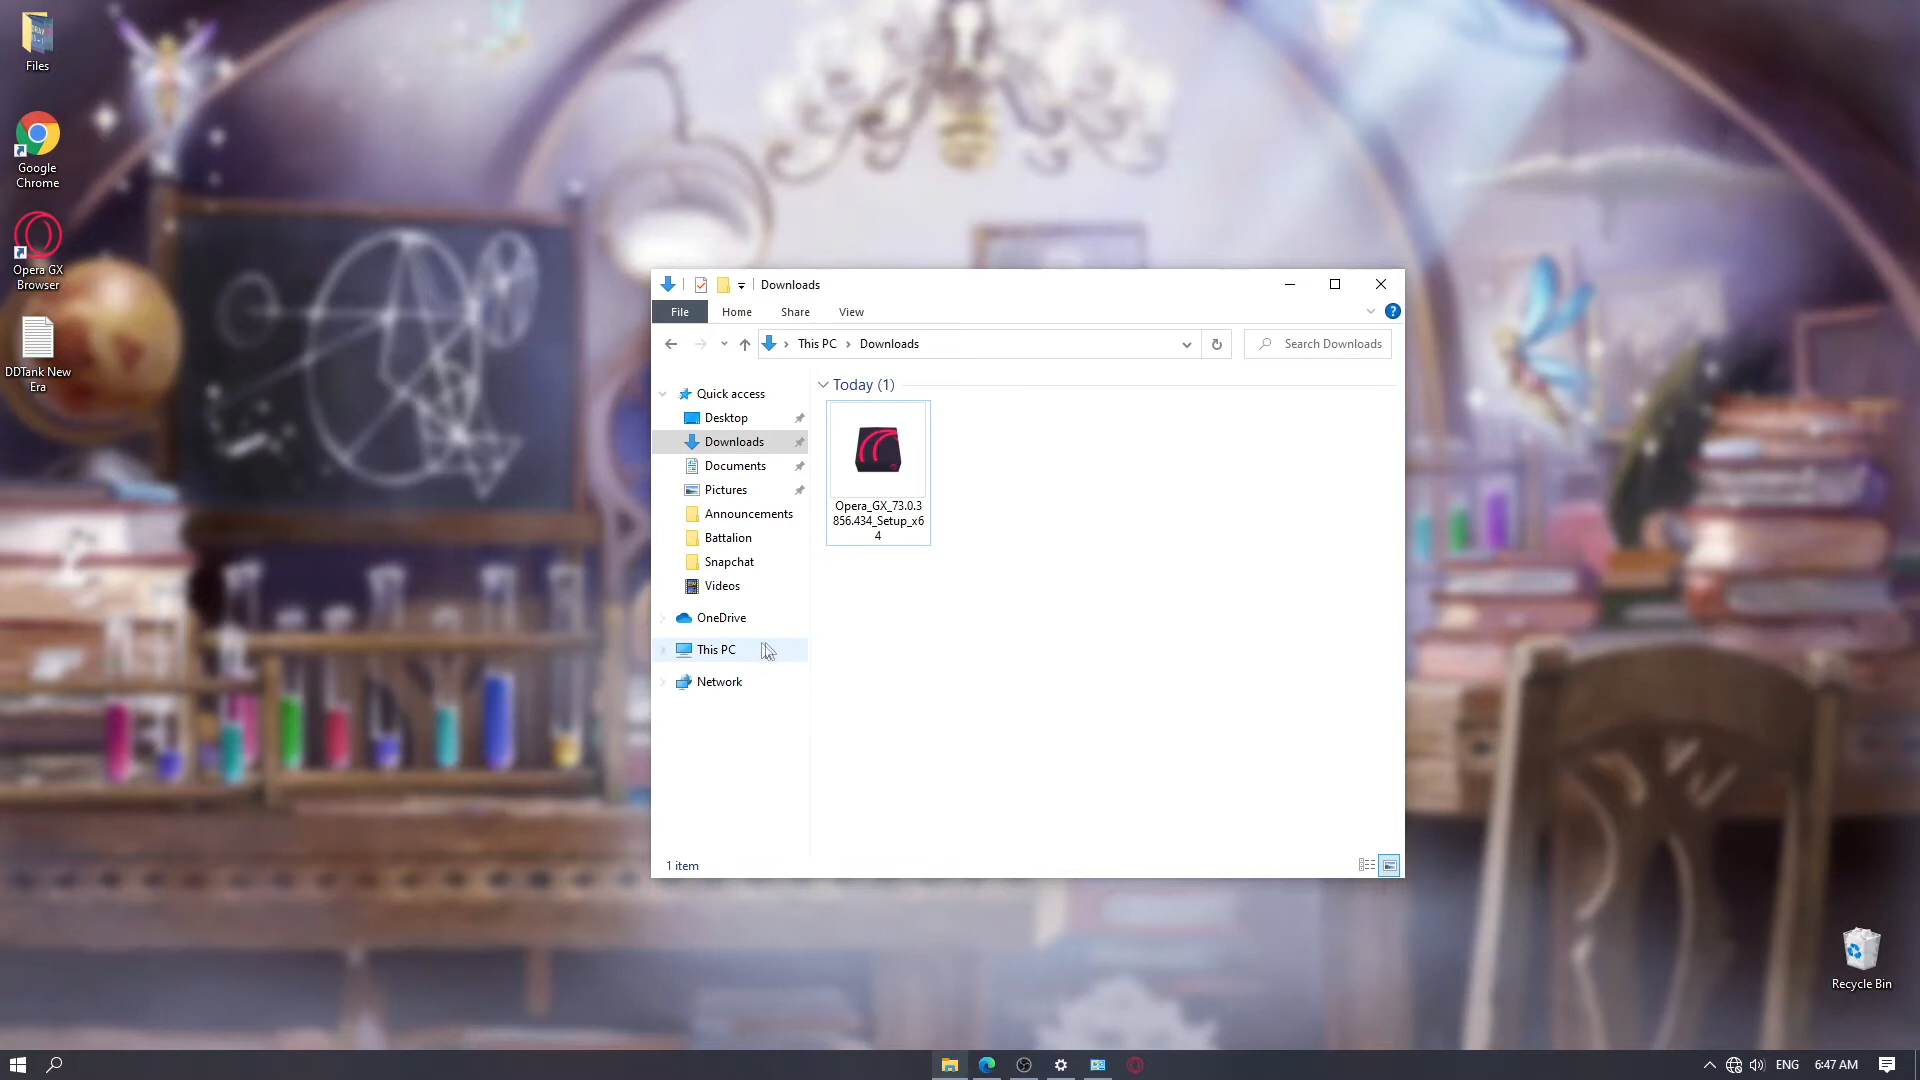 Files
Google
Chrome
Opera GX
Browser
DDTank New
Era
Downloads
File
Home
Share
View
This PC
Downloads
Search Downloads
Quick access
Desktop
Downloads
Documents
Pictures
Announcements
Battalion
Snapchat
Videos
OneDrive
This PC
Network
Today (1)
Opera_GX_73.0.3
856.434_Setup_x6
4
1 item
Recycle Bin
ENG
6:47 AM